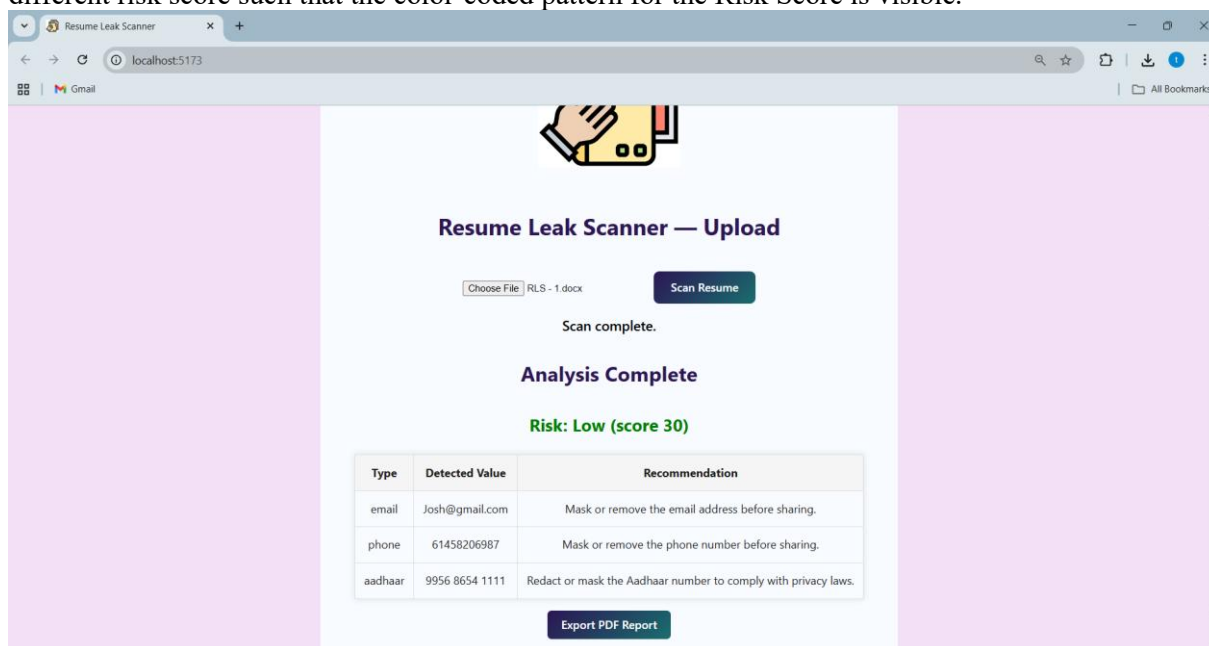 different risk score such that the color-coded pattern for the Risk Score is visible.
Resume Leak Scanner
localhost:5173
Gmail
All Bookmarks
Resume Leak Scanner — Upload
Choose File RLS - 1.docx Scan Resume
Scan complete.
Analysis Complete
Risk: Low (score 30)
Type Detected Value Recommendation
email Josh@gmail.com Mask or remove the email address before sharing.
phone 61458206987 Mask or remove the phone number before sharing.
aadhaar 9956 8654 1111 Redact or mask the Aadhaar number to comply with privacy laws.
Export PDF Report